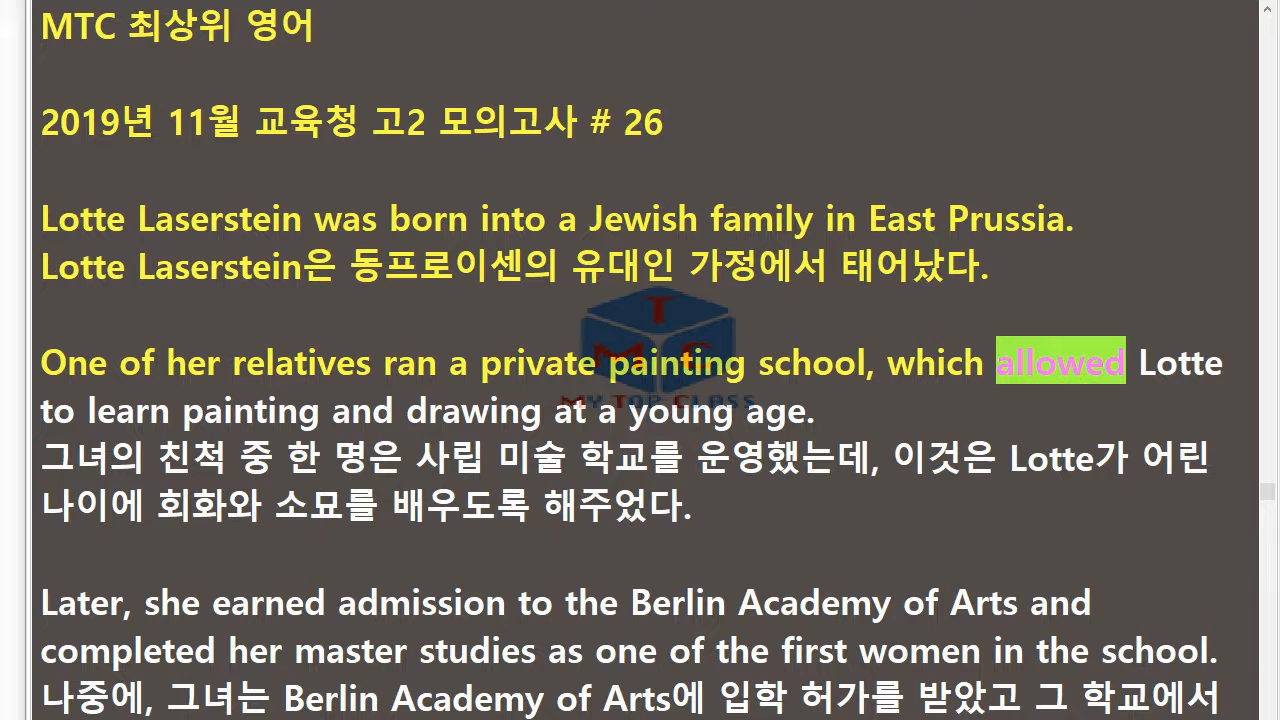 MTC 최상위 영어
2019년 11월 교육청 고2 모의고사 # 26
Lotte Laserstein was born into a Jewish family in East Prussia.
Lotte Laserstein은 동프로이센의 유대인 가정에서 태어났다.
One of her relatives ran a private painting school, which allowed Lotte
to learn painting and drawing at a young age.
그녀의 친척 중 한 명은 사립 미술 학교를 운영했는데, 이것은 Lotte가 어린
나이에 회화와 소묘를 배우도록 해주었다.
T
M C
MY TOP CLASS
Later, she earned admission to the Berlin Academy of Arts and
completed her master studies as one of the first women in the school.
나중에, 그녀는 Berlin Academy of Arts에 입학 허가를 받았고 그 학교에서